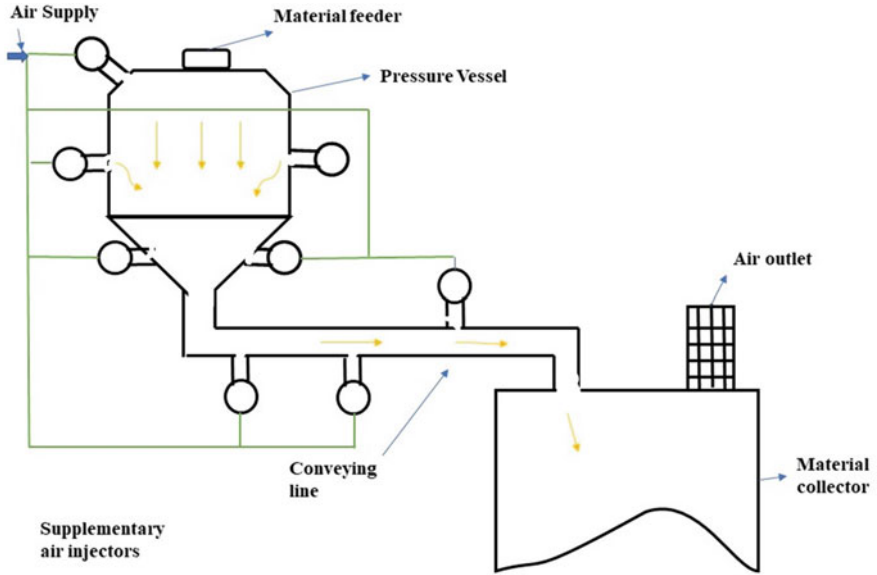 Air Supply
Material feeder
Pressure Vessel
Air outlet
Conveying
line
Material
collector
Supplementary
air injectors